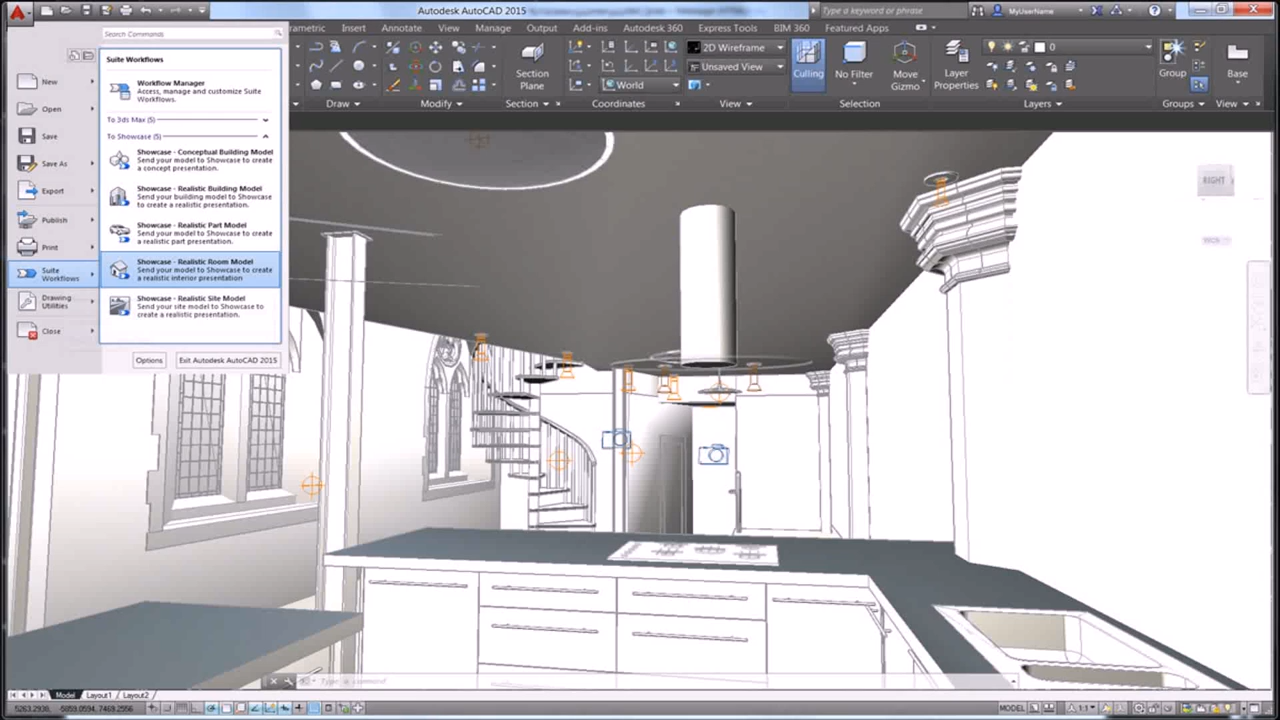 Autodesk AutoCAD 2015
Type a keyword or phrase
MyUserName
Insert Annotate View Manage Output Add-ins Autodesk 360 Express Tools BIM 360 Featured Apps
Search Commands
Suite Workflows
Workflow Manager
Access, manage and customize Suite
Workflows.
To 3ds Max (5)
To Showcase (5)
Showcase - Conceptual Building Model
Send your model to Showcase to create
a concept presentation.
Showcase - Realistic Building Model
Send your building model to Showcase
to create a realistic presentation.
Showcase - Realistic Part Model
Send your model to Showcase to create
a realistic part presentation.
Showcase - Realistic Room Model
Send your model to Showcase to create
a realistic interior presentation
Showcase - Realistic Site Model
Send your site model to Showcase to
create a realistic presentation.
New
Open
Save
Save As
Export
Publish
Print
Suite
Workflows
Drawing
Utilities
Close
Options
Exit Autodesk AutoCAD 2015
Section
Plane
World
2D Wireframe
Unsaved View
Culling
No Filter
Move
Gizmo
Layer
Properties
0
Group
Base
Draw
Modify
Section
Coordinates
View
Selection
Layers
Groups
View
RIGHT
WCS
Type a command
Model Layout1 Layout2
MODEL
1:1